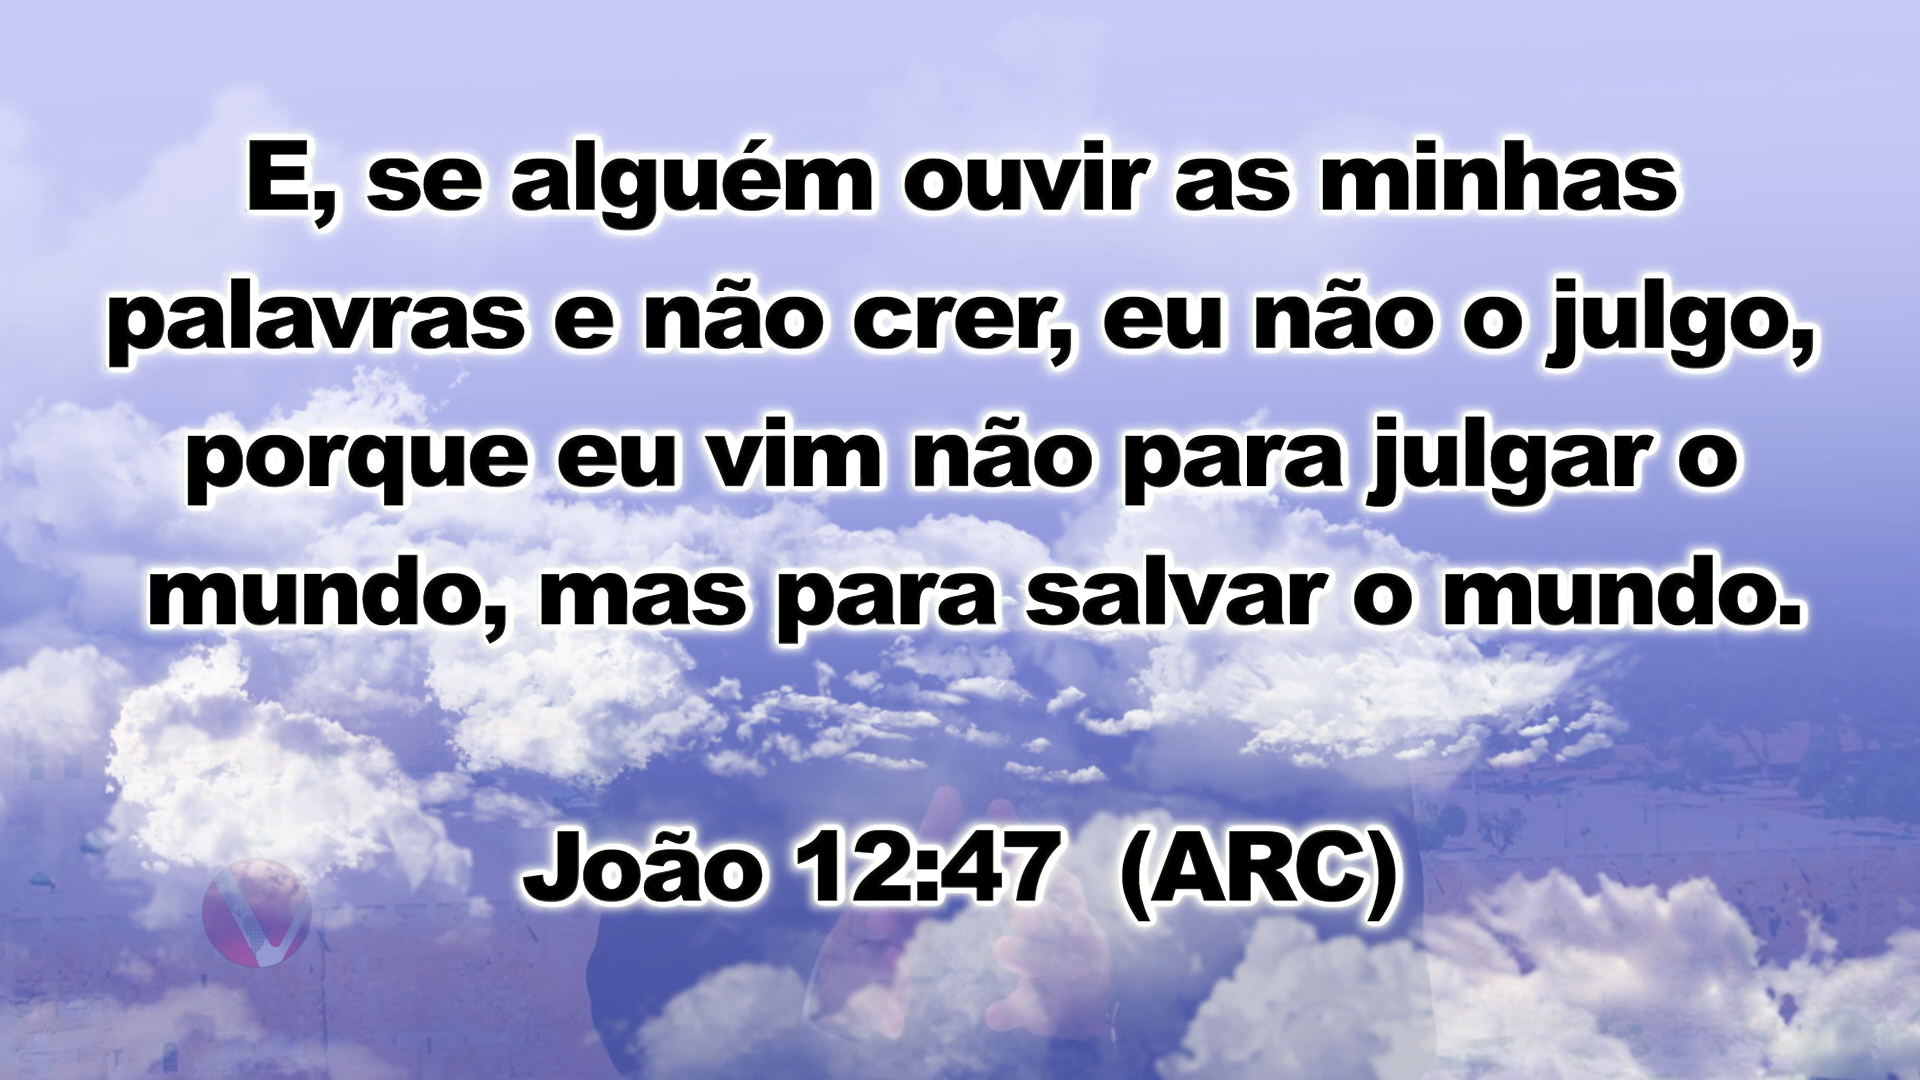 E, se alguém ouvir as minhas
palavras e não crer, eu não o julgo,
porque eu vim não para julgar o
mundo, mas para salvar o mundo.
João 12:47 (ARC)